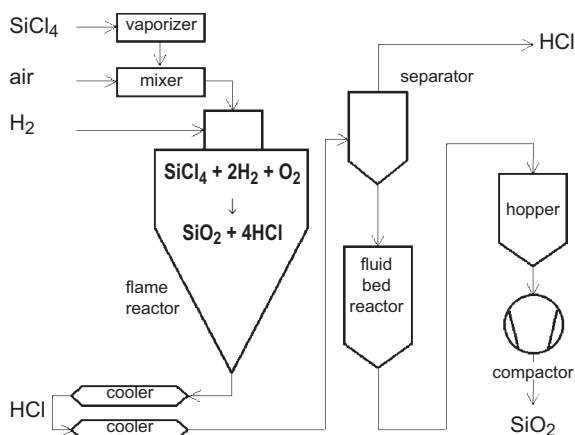 SiCl4
vaporizer
air
mixer
H2
SiCl4 + 2H2 + O2
↓
SiO2 + 4HCl
flame
reactor
cooler
HCl
cooler
HCl
separator
fluid
bed
reactor
hopper
compactor
SiO2